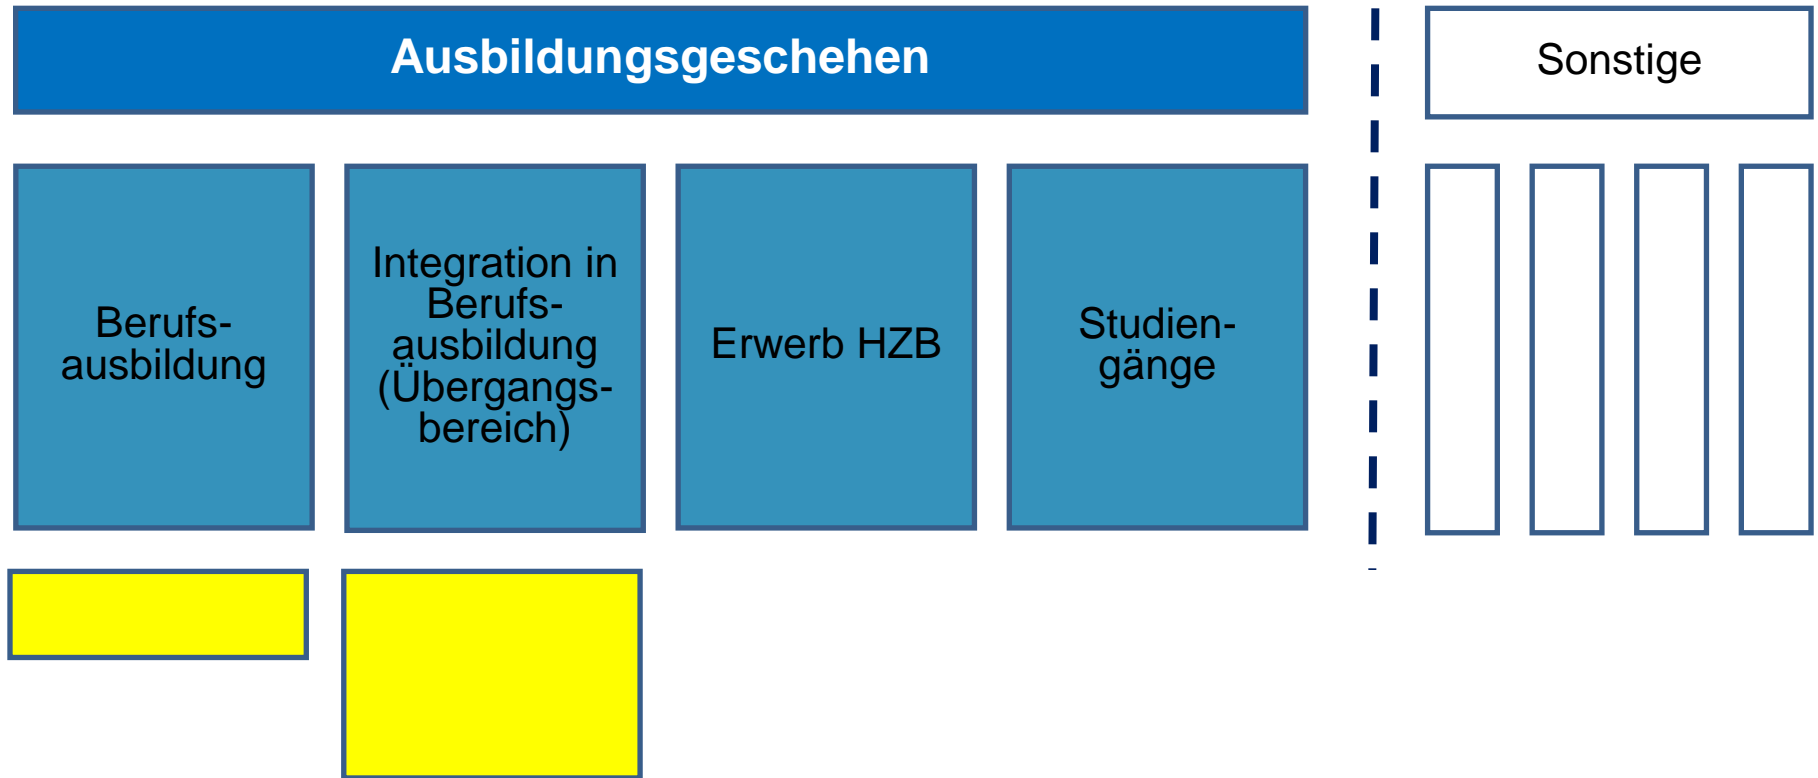 Ausbildungsgeschehen
Sonstige
Berufs-
ausbildung
Integration in
Berufs-
ausbildung
(Übergangs-
bereich)
Erwerb HZB
Studien-
gänge